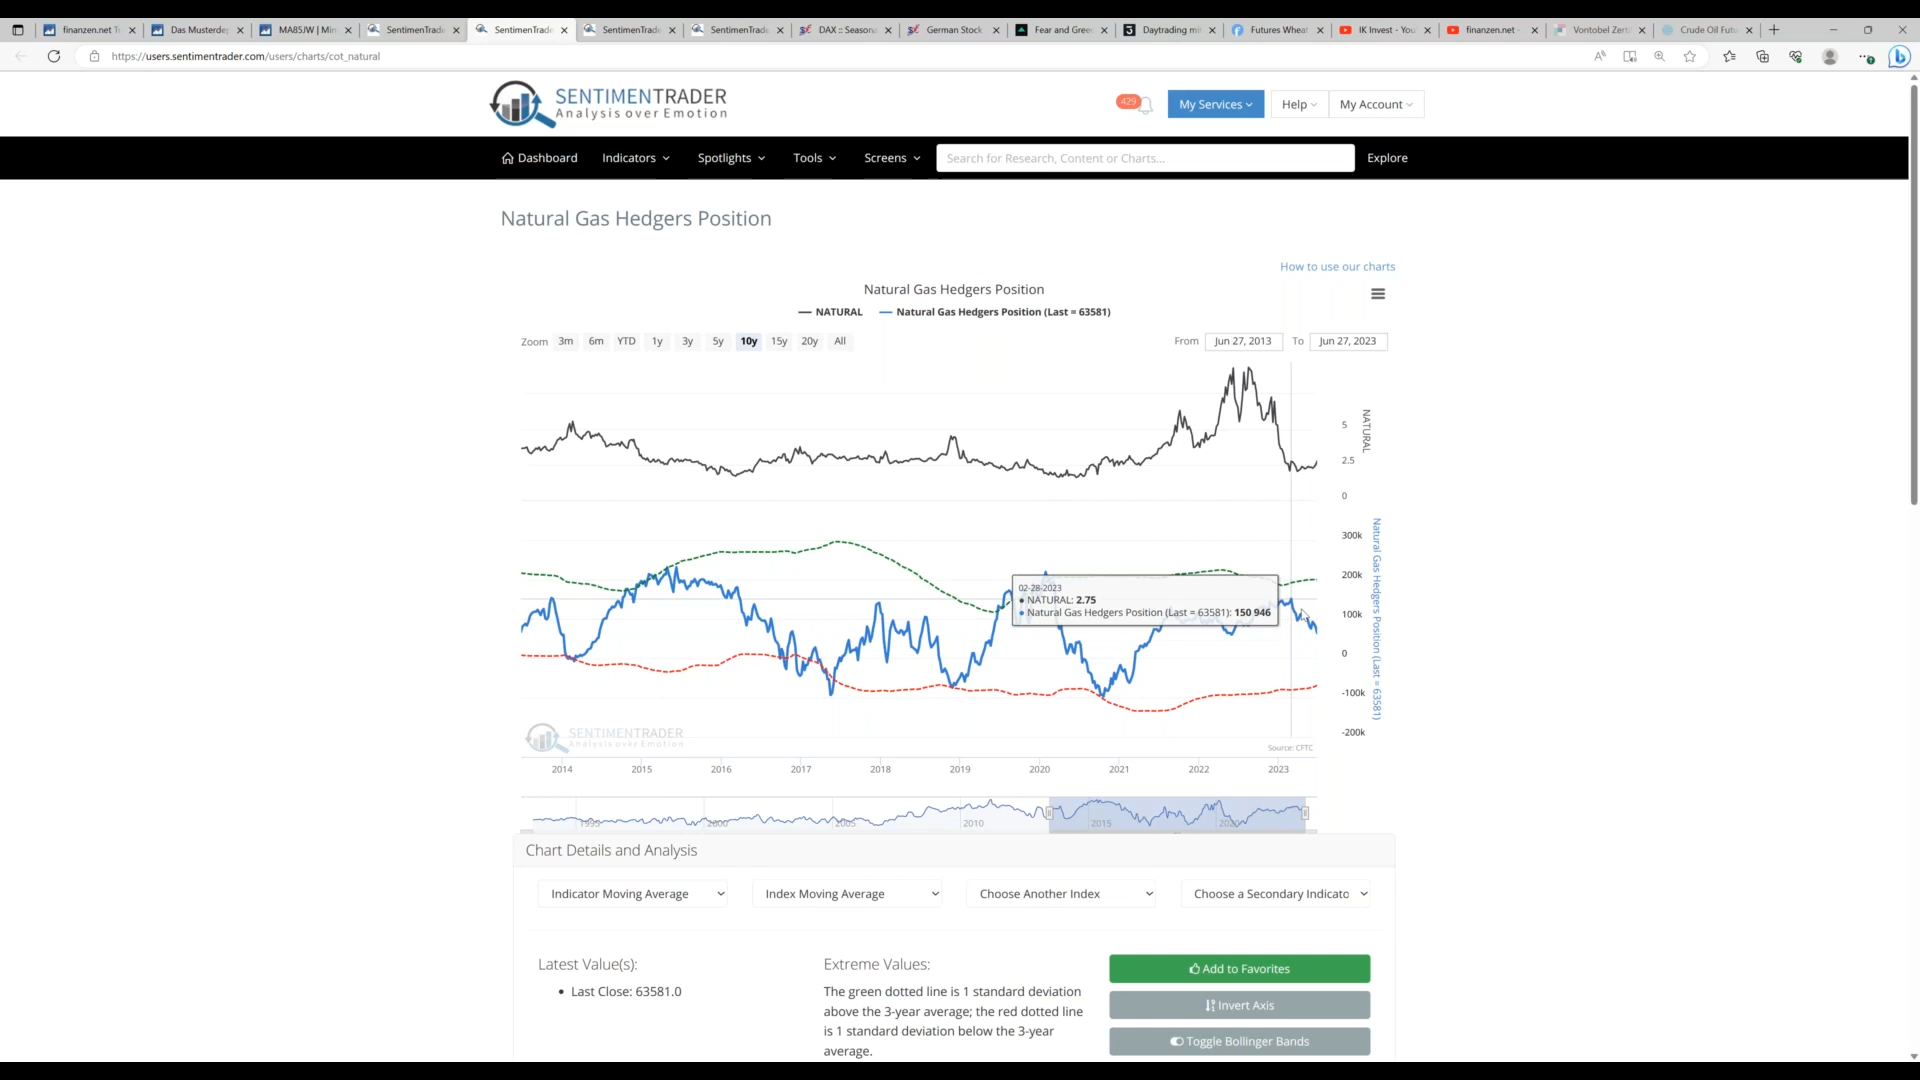 finanzen.net T
Das Musterde
MA85JW | Min
SentimenTrade
SentimenTrade
SentimenTrade
SentimenTrade
DAX :: Season
German Stock
Fear and Gree
Daytrading mi
Futures Whea
IK Invest - You
finanzen.net -
Vontobel Zerti
Crude Oil Futu
https://users.sentimentrader.com/users/charts/cot_natural
SENTIMENTRADER
Analysis over Emotion
429
My Services
Help
My Account
Dashboard
Indicators
Spotlights
Tools
Screens
Search for Research, Content or Charts...
Explore
Natural Gas Hedgers Position
How to use our charts
Natural Gas Hedgers Position
NATURAL
Natural Gas Hedgers Position (Last = 63581)
Zoom 3m 6m YTD 1y 3y 5y 10y 15y 20y All
From Jun 27, 2013 To Jun 27, 2023
5
2.5
0
NATURAL
300k
200k
100k
0
-100k
-200k
Natural Gas Hedgers Position (Last = 63581)
02-28-2023
NATURAL: 2.75
Natural Gas Hedgers Position (Last = 63581): 150 946
SENTIMENTRADER
Analysis over Emotion
Source: CFTC
2014 2015 2016 2017 2018 2019 2020 2021 2022 2023
1995 2000 2005 2010 2015 2020
Chart Details and Analysis
Indicator Moving Average
Index Moving Average
Choose Another Index
Choose a Secondary Indicato
Latest Value(s):
• Last Close: 63581.0
Extreme Values:
The green dotted line is 1 standard deviation
above the 3-year average; the red dotted line
is 1 standard deviation below the 3-year
average.
Add to Favorites
Invert Axis
Toggle Bollinger Bands